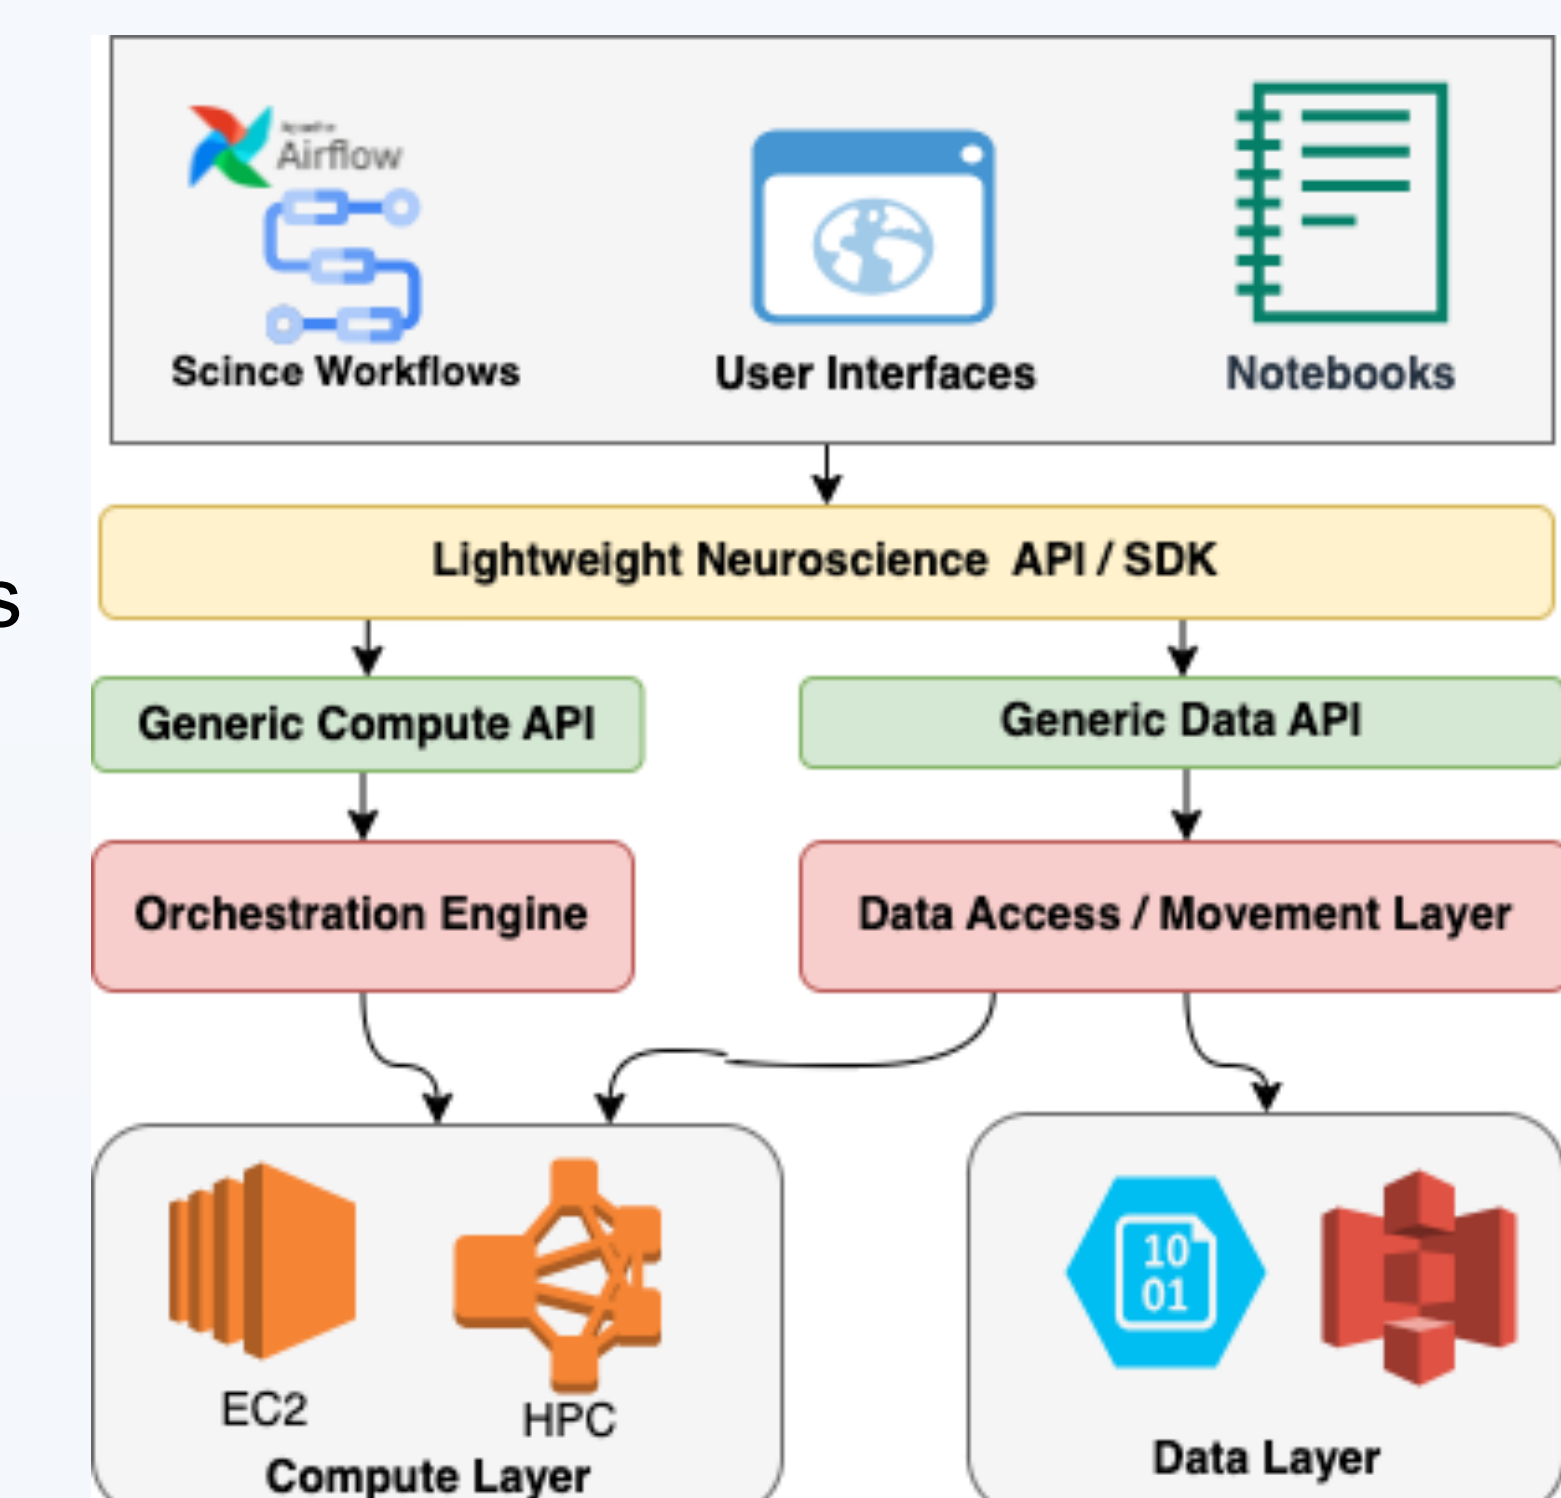 Airflow
Scince Workflows
User Interfaces
Notebooks
Lightweight Neuroscience API / SDK
s
Generic Compute API
Generic Data API
Orchestration Engine
Data Access / Movement Layer
10
01
EC2
HPC
Compute Layer
Data Layer